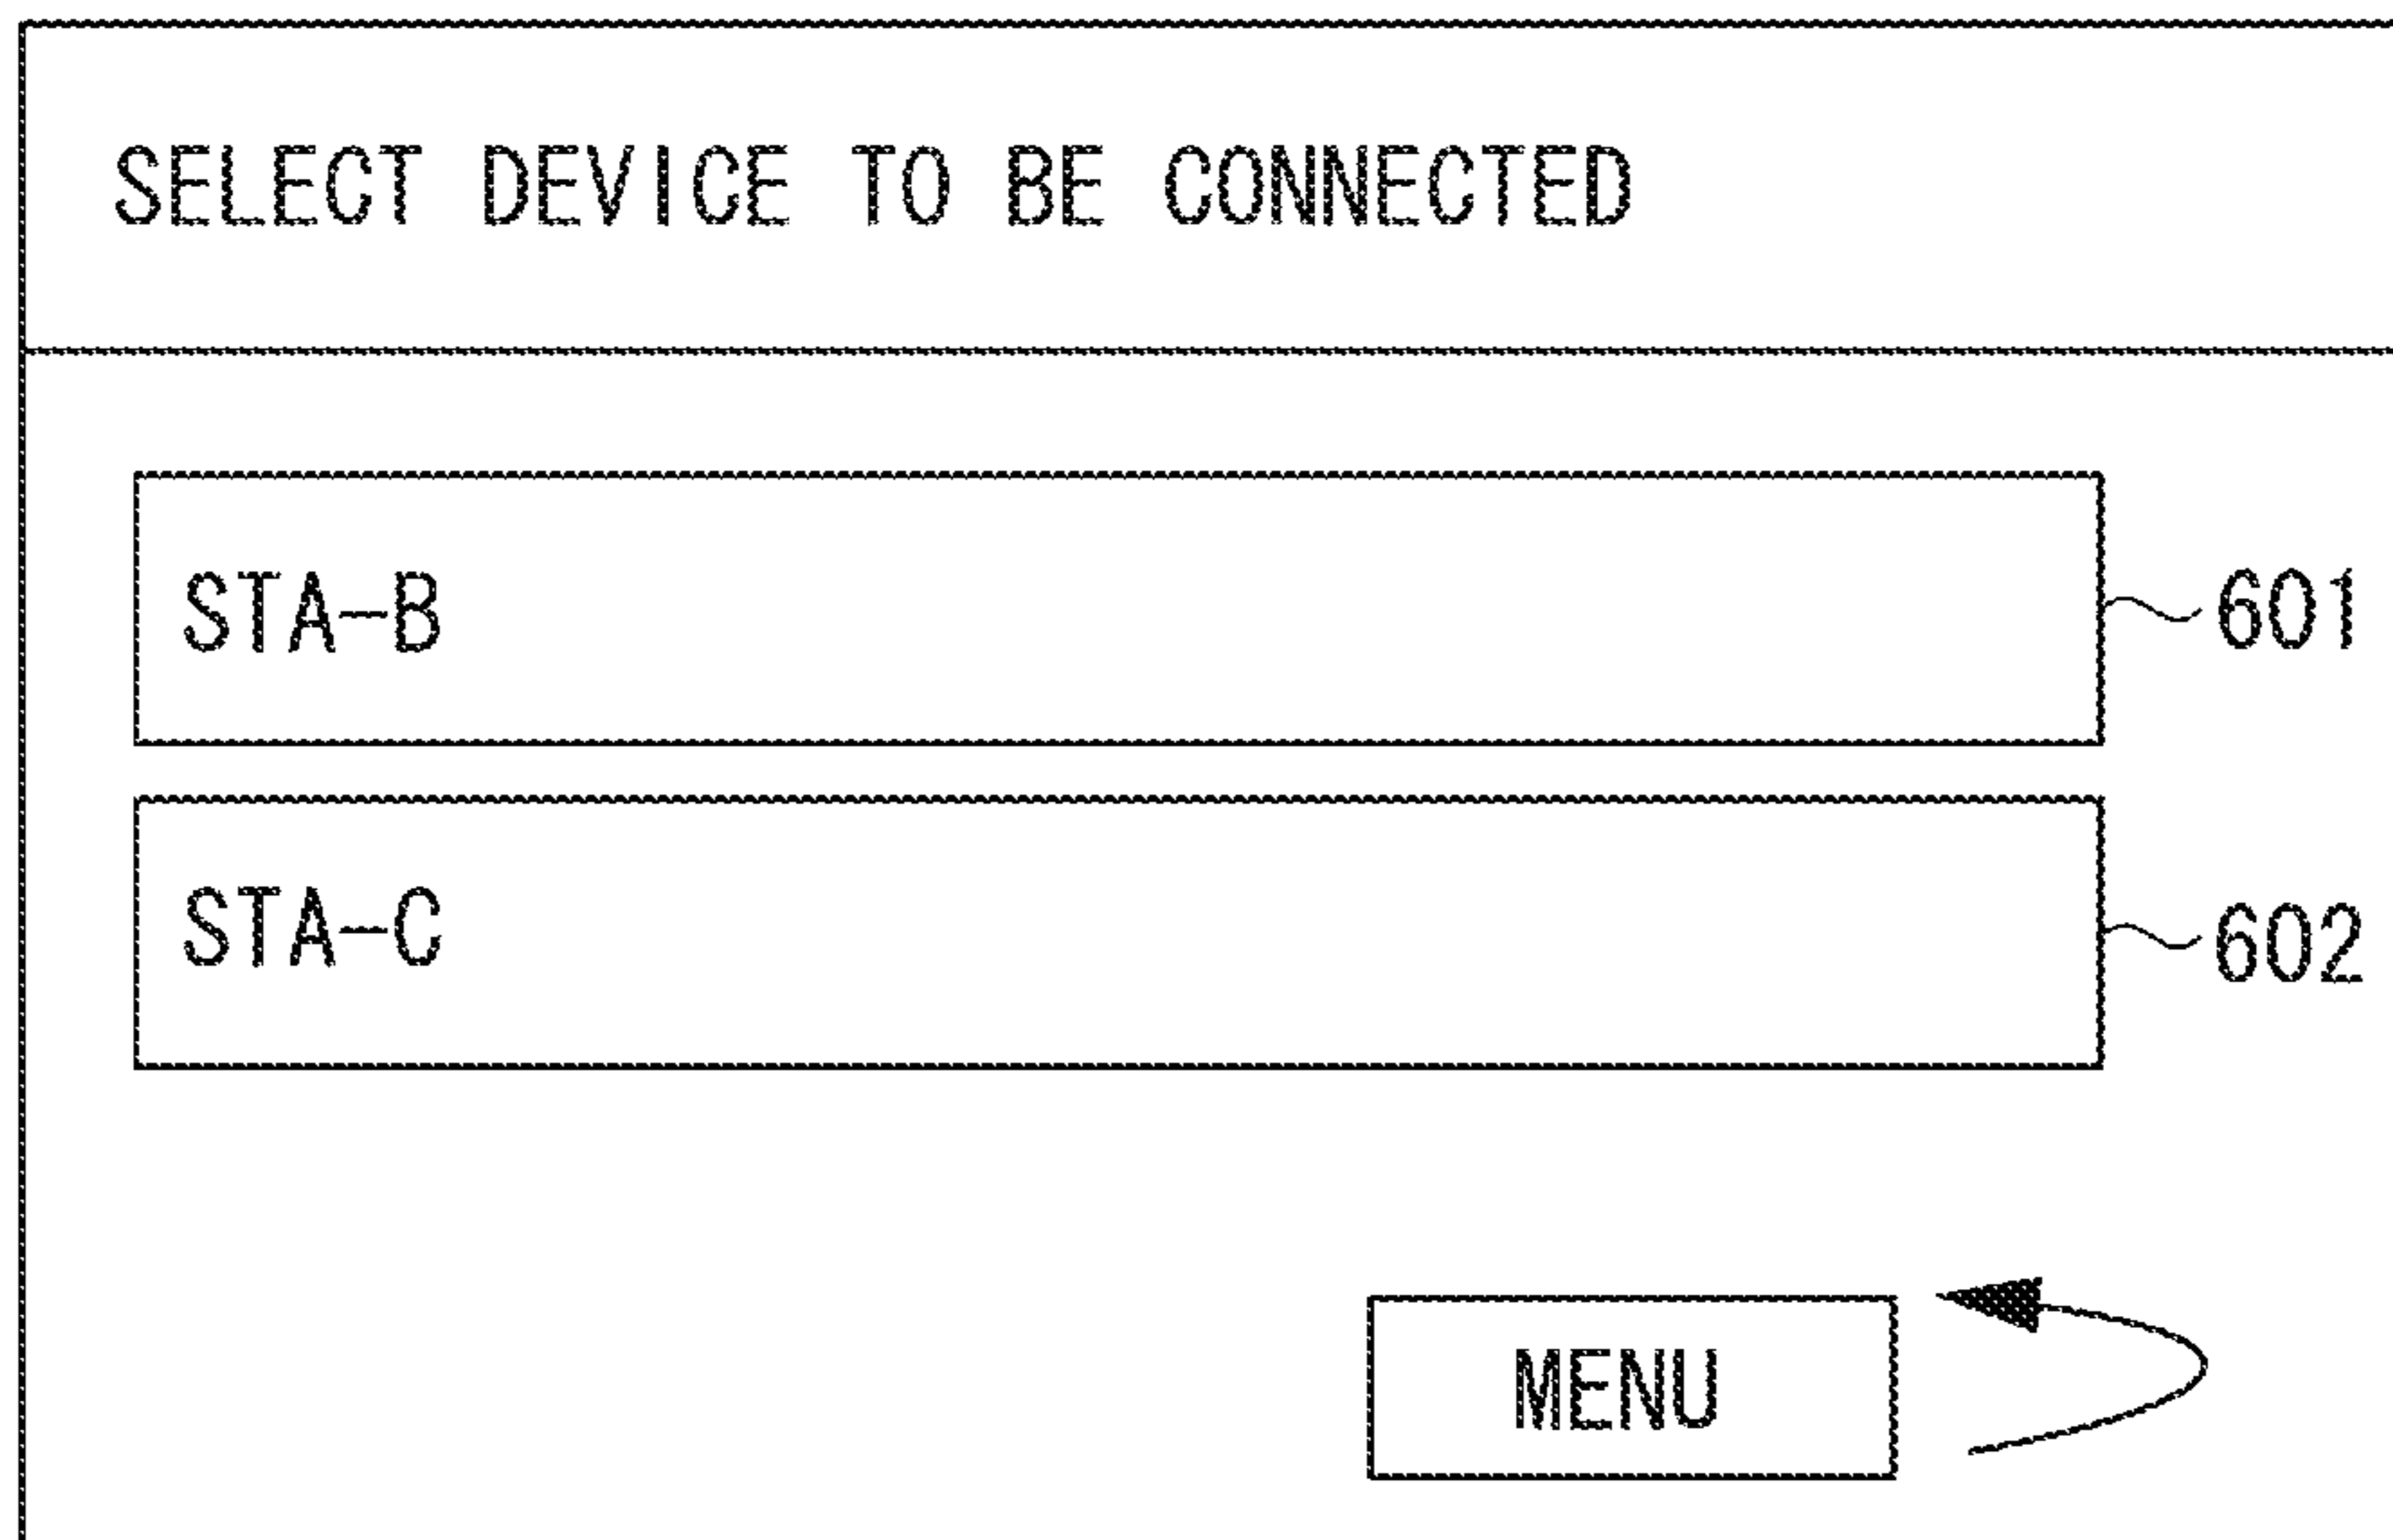 SELECT DEVICE TO BE CONNECTED
STA-B
601
STA-C
602
MENU